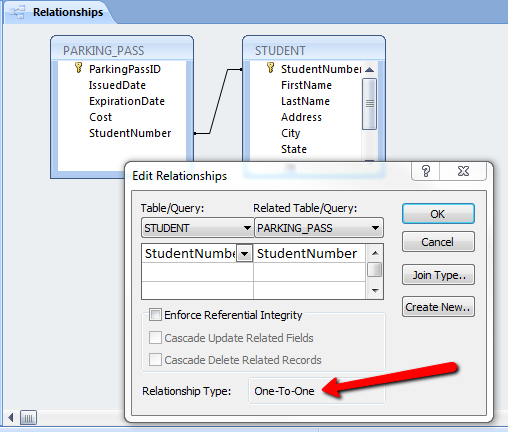 Relationships
PARKING_PASS
ParkingPassID
IssuedDate
ExpirationDate
Cost
StudentNumber
STUDENT
StudentNumber
FirstName
LastName
Address
City
State
Edit Relationships
Table/Query: Related Table/Query:
STUDENT PARKING_PASS
StudentNumbe StudentNumber
Enforce Referential Integrity
Cascade Update Related Fields
Cascade Delete Related Records
Relationship Type: One-To-One
OK
Cancel
Join Type..
Create New..